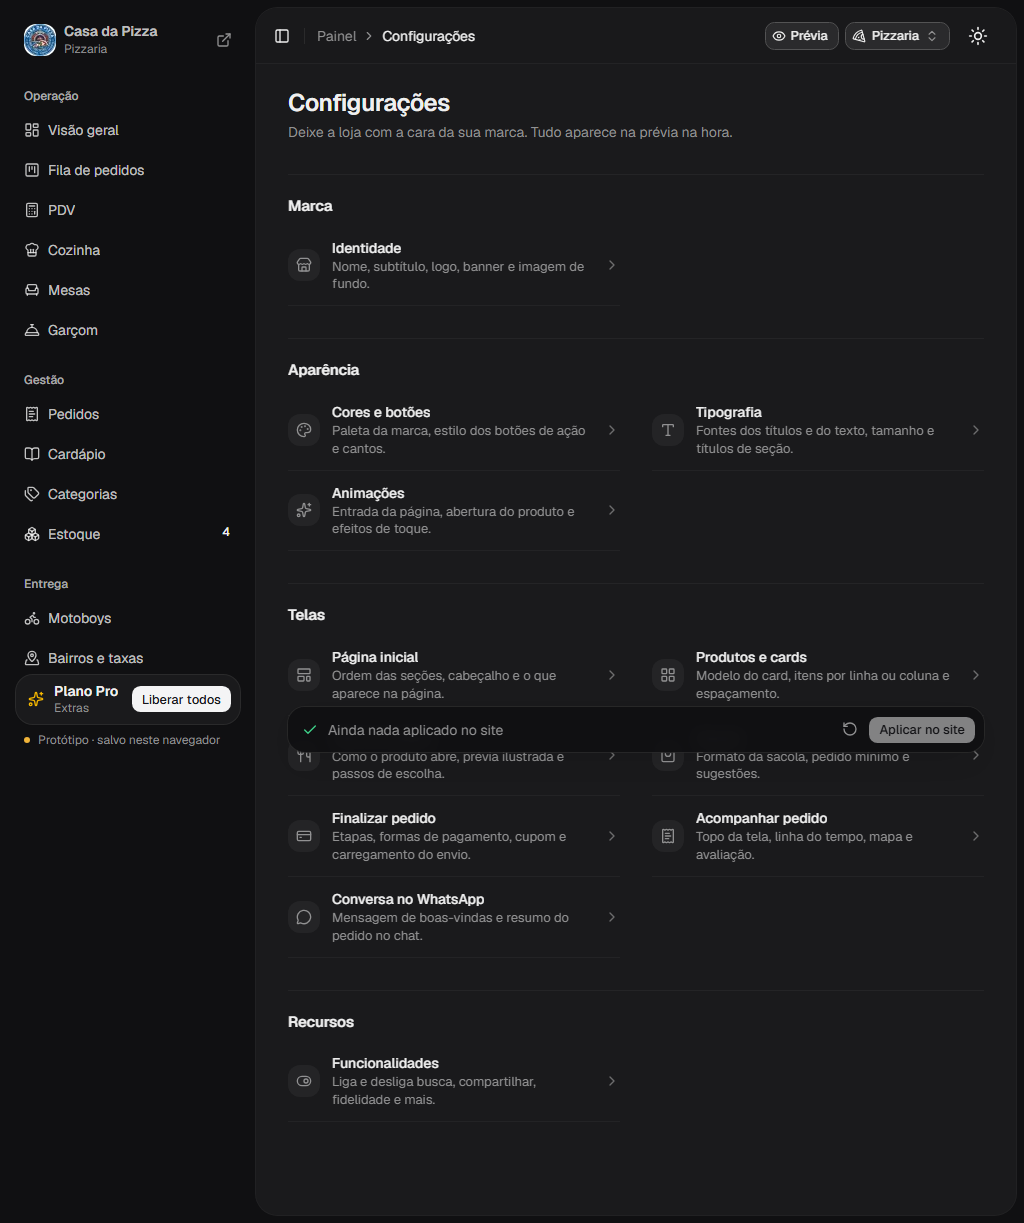 Casa da Pizza
Pizzaria
Operação
Visão geral
Fila de pedidos
PDV
Cozinha
Mesas
Garçom
Gestão
Pedidos
Cardápio
Categorias
Estoque 4
Entrega
Motoboys
Bairros e taxas
Plano Pro
Extras
Liberar todos
Protótipo · salvo neste navegador
Painel > Configurações
Prévia
Pizzaria
Configurações
Deixe a loja com a cara da sua marca. Tudo aparece na prévia na hora.
Marca
Identidade
Nome, subtítulo, logo, banner e imagem de
fundo.
Aparência
Cores e botões
Paleta da marca, estilo dos botões de ação
e cantos.
Tipografia
Fontes dos títulos e do texto, tamanho e
títulos de seção.
Animações
Entrada da página, abertura do produto e
efeitos de toque.
Telas
Página inicial
Ordem das seções, cabeçalho e o que
aparece na página.
Produtos e cards
Modelo do card, itens por linha ou coluna e
espaçamento.
Ainda nada aplicado no site
Aplicar no site
Como o produto abre, prévia ilustrada e
passos de escolha.
Formato da sacola, pedido mínimo e
sugestões.
Finalizar pedido
Etapas, formas de pagamento, cupom e
carregamento do envio.
Acompanhar pedido
Topo da tela, linha do tempo, mapa e
avaliação.
Conversa no WhatsApp
Mensagem de boas-vindas e resumo do
pedido no chat.
Recursos
Funcionalidades
Liga e desliga busca, compartilhar,
fidelidade e mais.